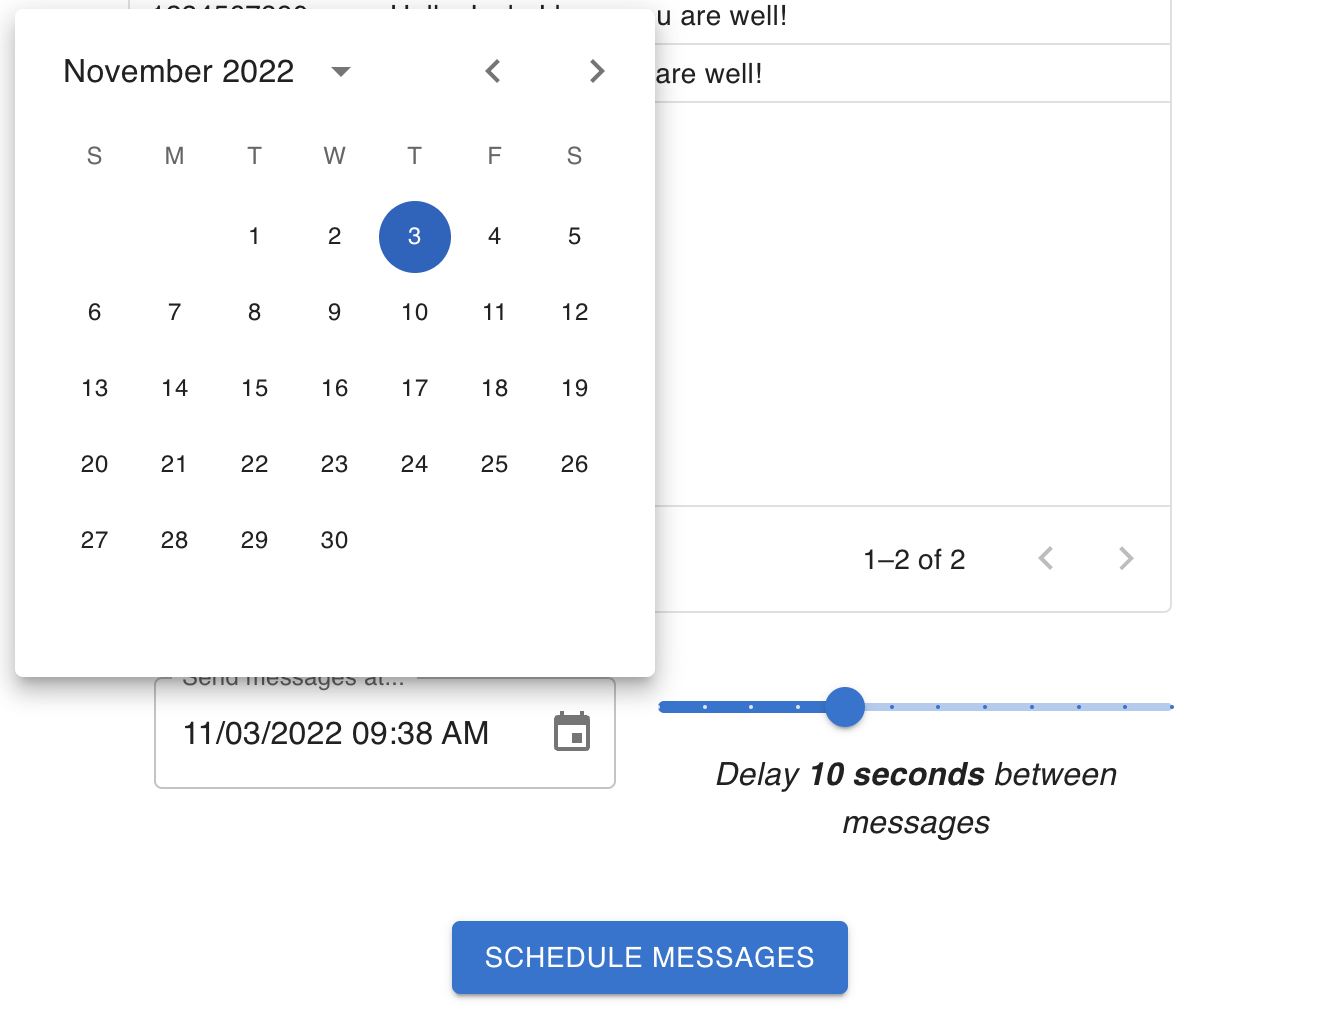 u are well!
November 2022
are well!
S M T W T F S
1 2 3 4 5
6 7 8 9 10 11 12
13 14 15 16 17 18 19
20 21 22 23 24 25 26
27 28 29 30
1–2 of 2
Send messages at...
11/03/2022 09:38 AM
Delay 10 seconds between
messages
SCHEDULE MESSAGES